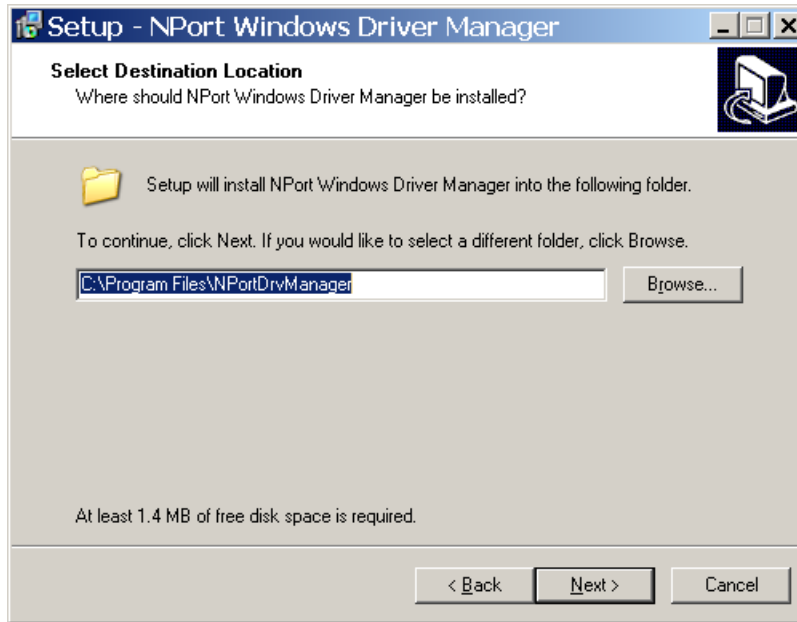 Setup - NPort Windows Driver Manager
Select Destination Location
Where should NPort Windows Driver Manager be installed?
Setup will install NPort Windows Driver Manager into the following folder.
To continue, click Next. If you would like to select a different folder, click Browse.
C:\Program Files\NPortDrvManager
Browse...
At least 1.4 MB of free disk space is required.
< Back
Next >
Cancel